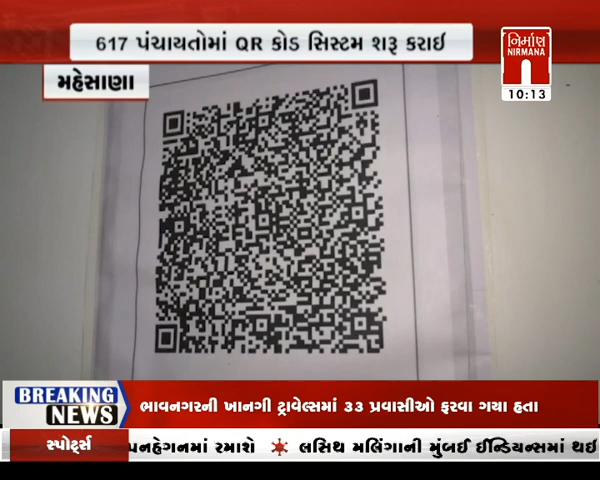 617 પંચાયતોમાં QR કોડ સિસ્ટમ શરૂ કરાઈ
નિર્માણ
NIRMANA
મહેસાણા
10:13
BREAKING NEWS
ભાવનગરની ખાનગી ટ્રાવેલ્સમાં 33 પ્રવાસીઓ ફરવા ગયા હતા
સ્પોર્ટ્સ
પનહેગનમાં રમાશે લસિથ મલિંગાની મુંબઈ ઈન્ડિયન્સમાં થઇ